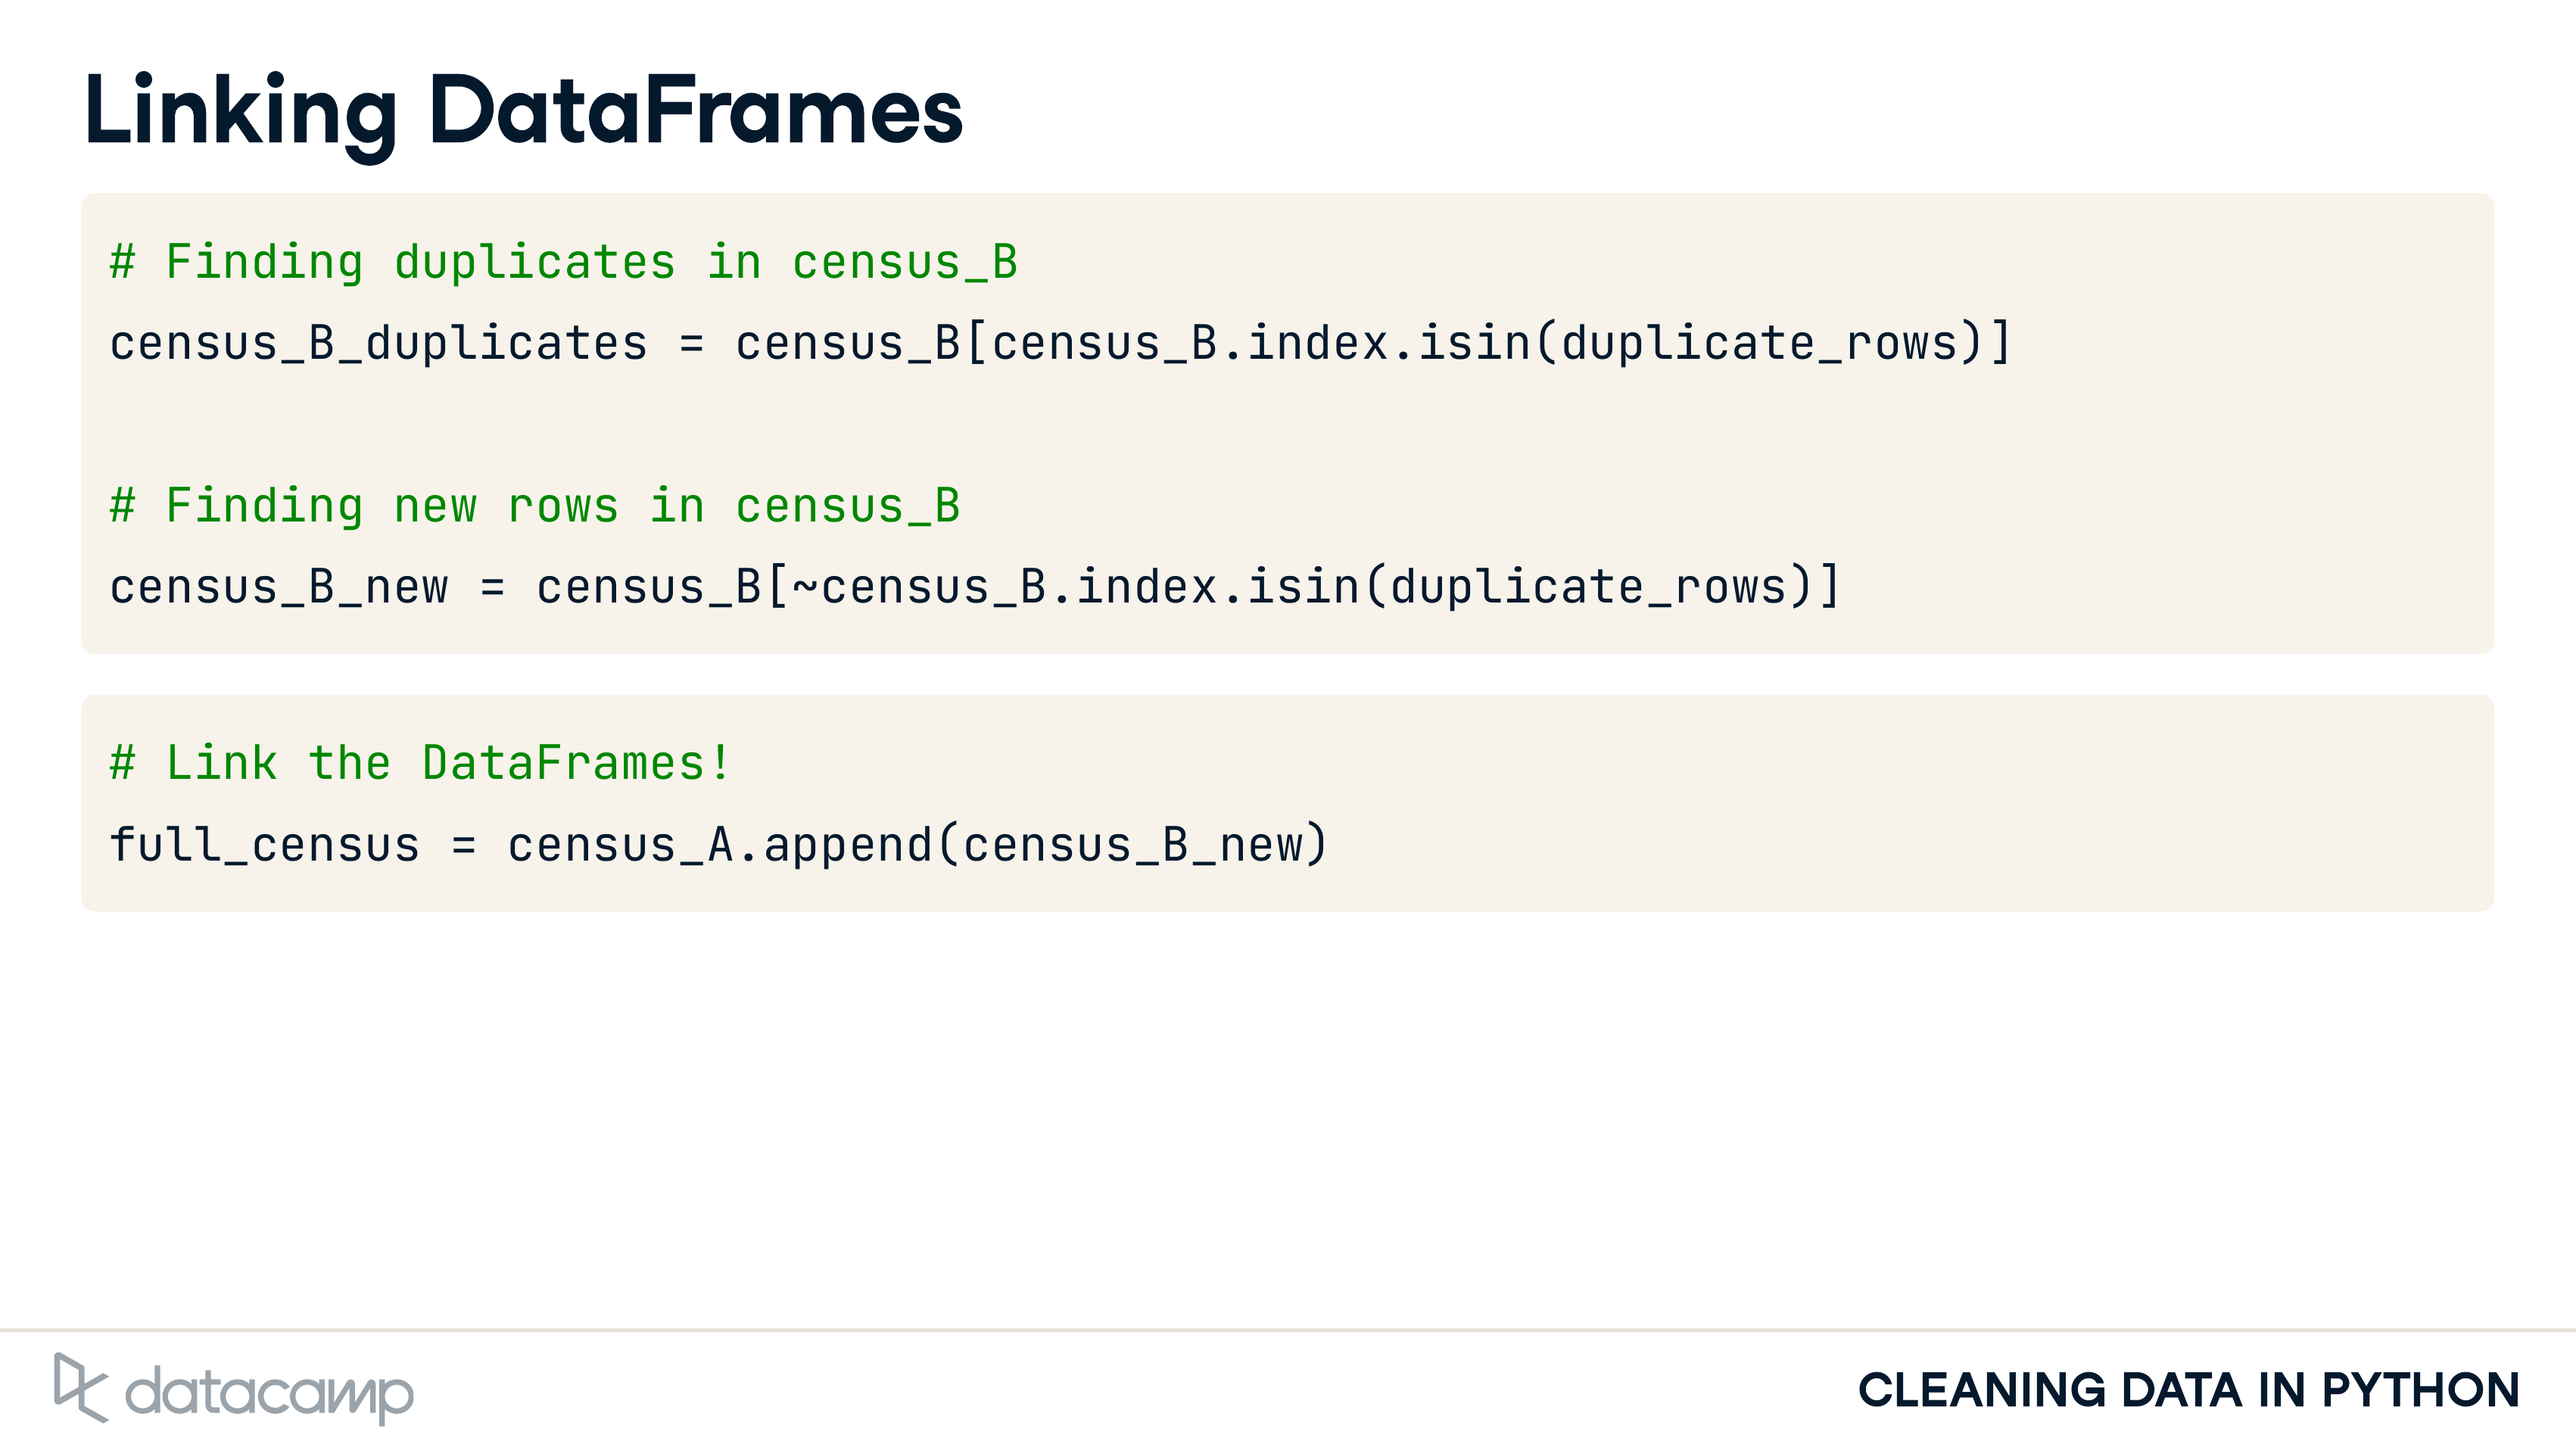 Linking DataFrames
# Finding duplicates in census_B
census_B_duplicates = census_B[census_B.index.isin(duplicate_rows)]
# Finding new rows in census_B
census_B_new = census_B[~census_B.index.isin(duplicate_rows)]
# Link the DataFrames!
full_census = census_A.append(census_B_new)
datacamp
CLEANING DATA IN PYTHON